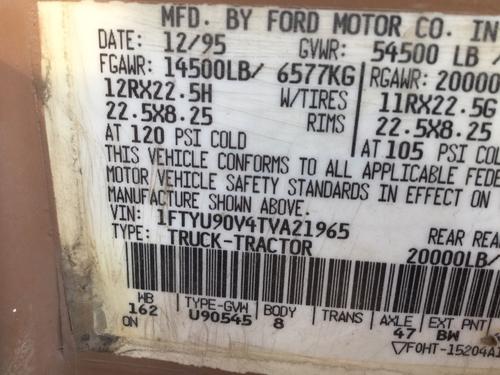 MFD. BY FORD MOTOR CO. IN
DATE: 12/95 GVWR: 54500 LB /
FGAWR: 14500LB/ 6577KG RGAWR: 20000
12RX22.5H W/TIRES 11RX22.5G
22.5X8.25 RIMS 22.5X8.25
AT 120 PSI COLD AT 105 PSI COLD
THIS VEHICLE CONFORMS TO ALL APPLICABLE FEDE
MOTOR VEHICLE SAFETY STANDARDS IN EFFECT ON
MANUFACTURE SHOWN ABOVE.
VIN: 1FTYU90V4TVA21965
TYPE: TRUCK-TRACTOR REAR REAR
20000LB/
WB TYPE-GVW BODY TRANS AXLE EXT PNT
162 U90545 8 47 BW
ON F0HT-15204A1